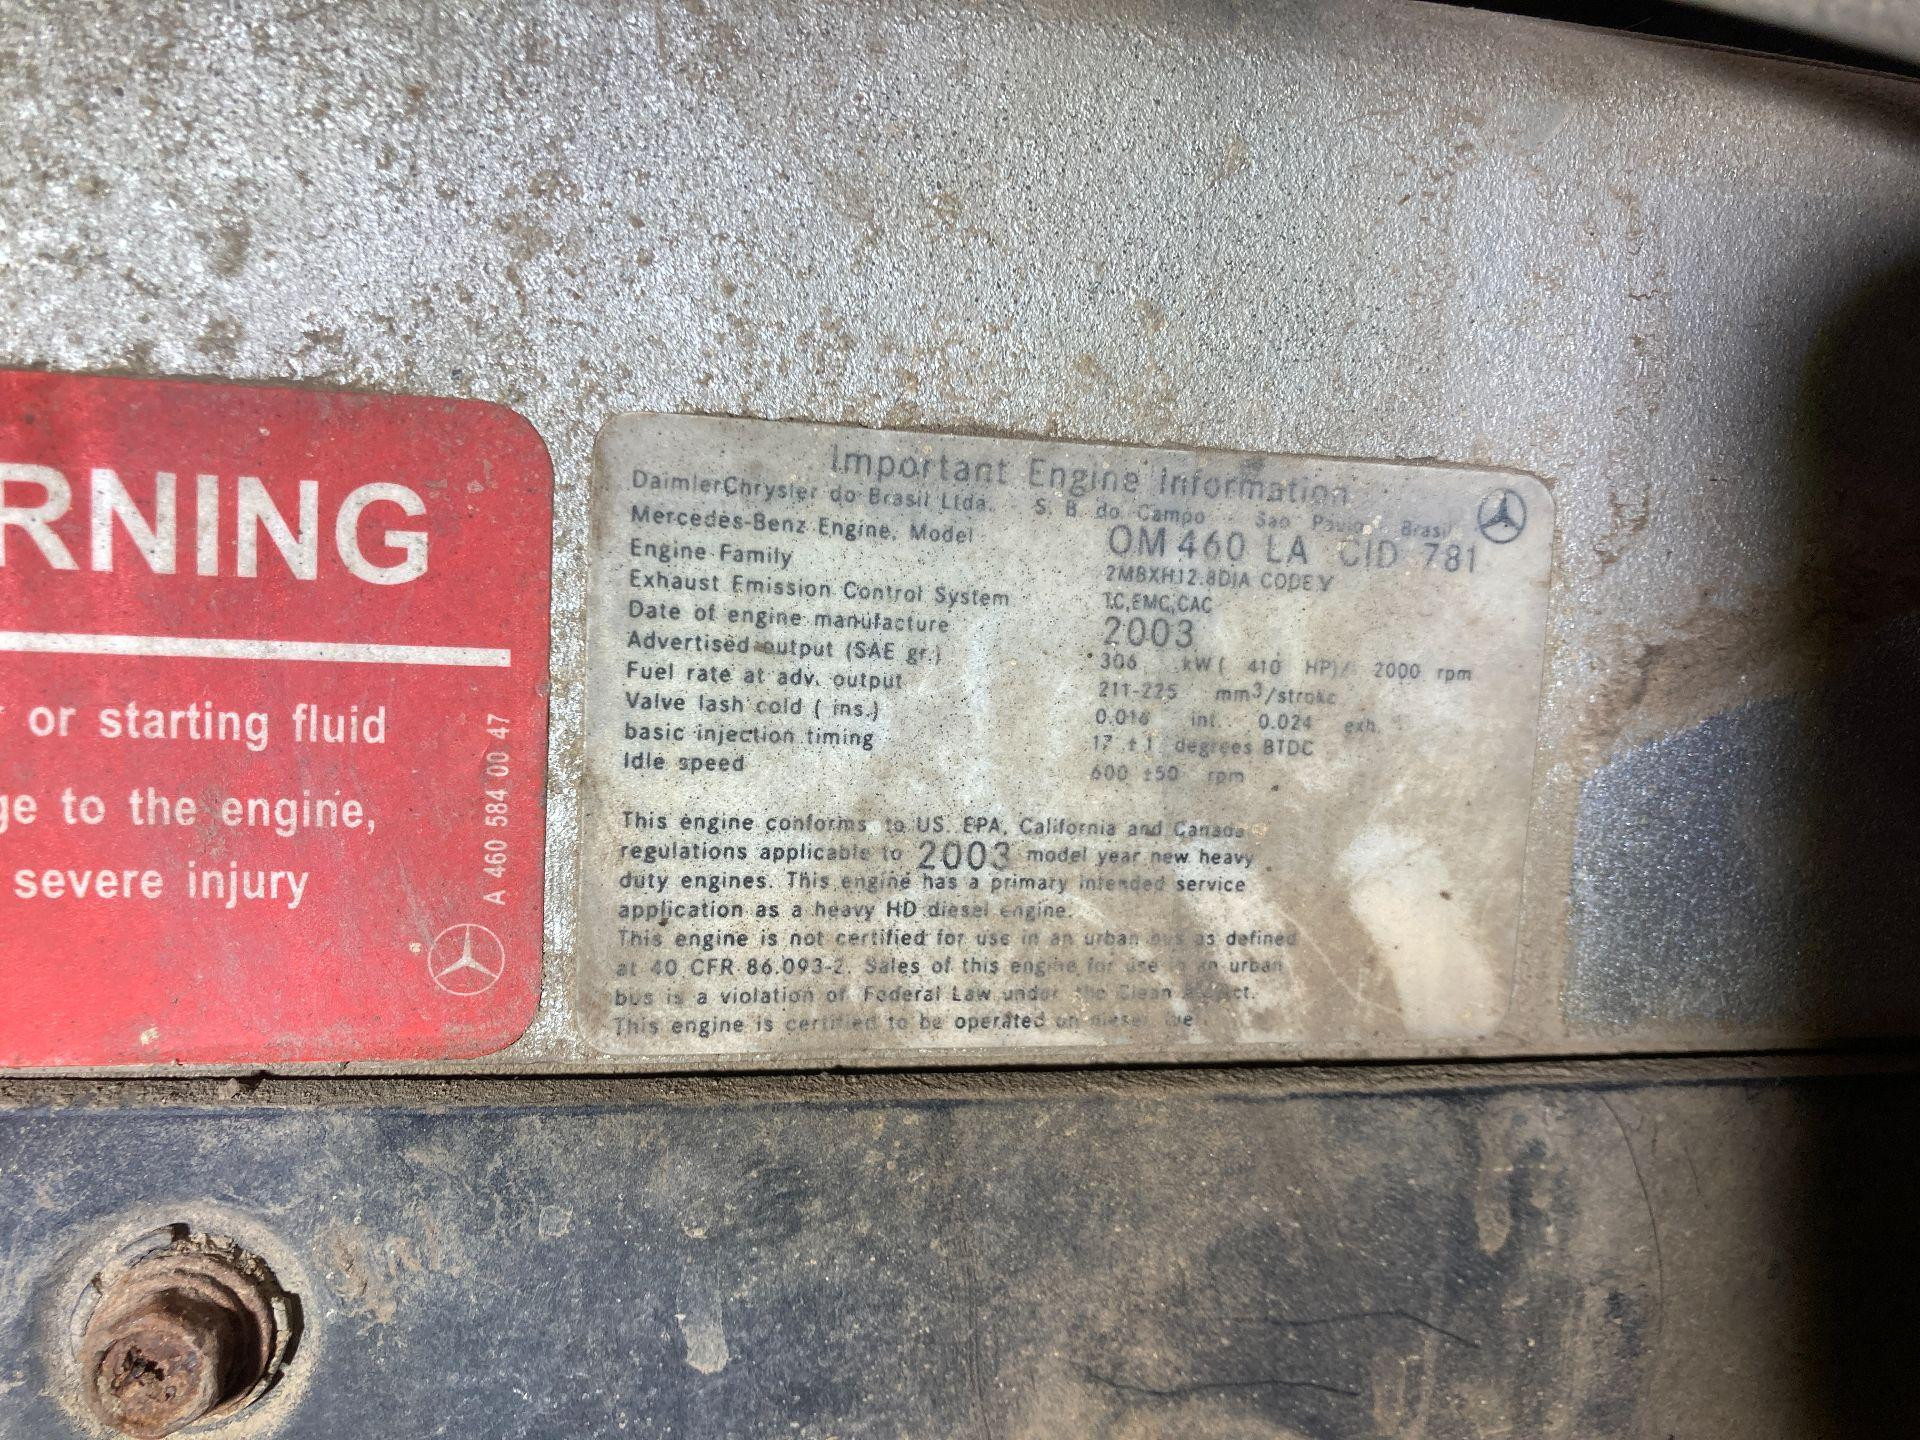 RNING
or starting fluid
ge to the engine,
severe injury
A 460 584 00 47
Important Engine Information
DaimlerChrysler do Brasil Ltda. S. B. do Campo - Sao Paulo - Brasil
Mercedes-Benz Engine, Model OM 460 LA CID 781
Engine Family 2MBXH12.8DJA CODE V
Exhaust Emission Control System T.C,EMC,CAC
Date of engine manufacture 2003
Advertised output (SAE gr.) 306 kW ( 410 HP)/ 2000 rpm
Fuel rate at adv. output 211-225 mm³/stroke
Valve lash cold ( ins.) 0.016 int. 0.024 exh.
basic injection timing 17 ±1 degrees BTDC
Idle speed 600 ±50 rpm
This engine conforms to US. EPA, California and Canada
regulations applicable to 2003 model year new heavy
duty engines. This engine has a primary intended service
application as a heavy HD diesel engine.
This engine is not certified for use in an urban bus as defined
at 40 CFR 86.093-2. Sales of this engine for use in an urban
bus is a violation of Federal Law under the Clean Act.
This engine is certified to be operated on diesel fuel.